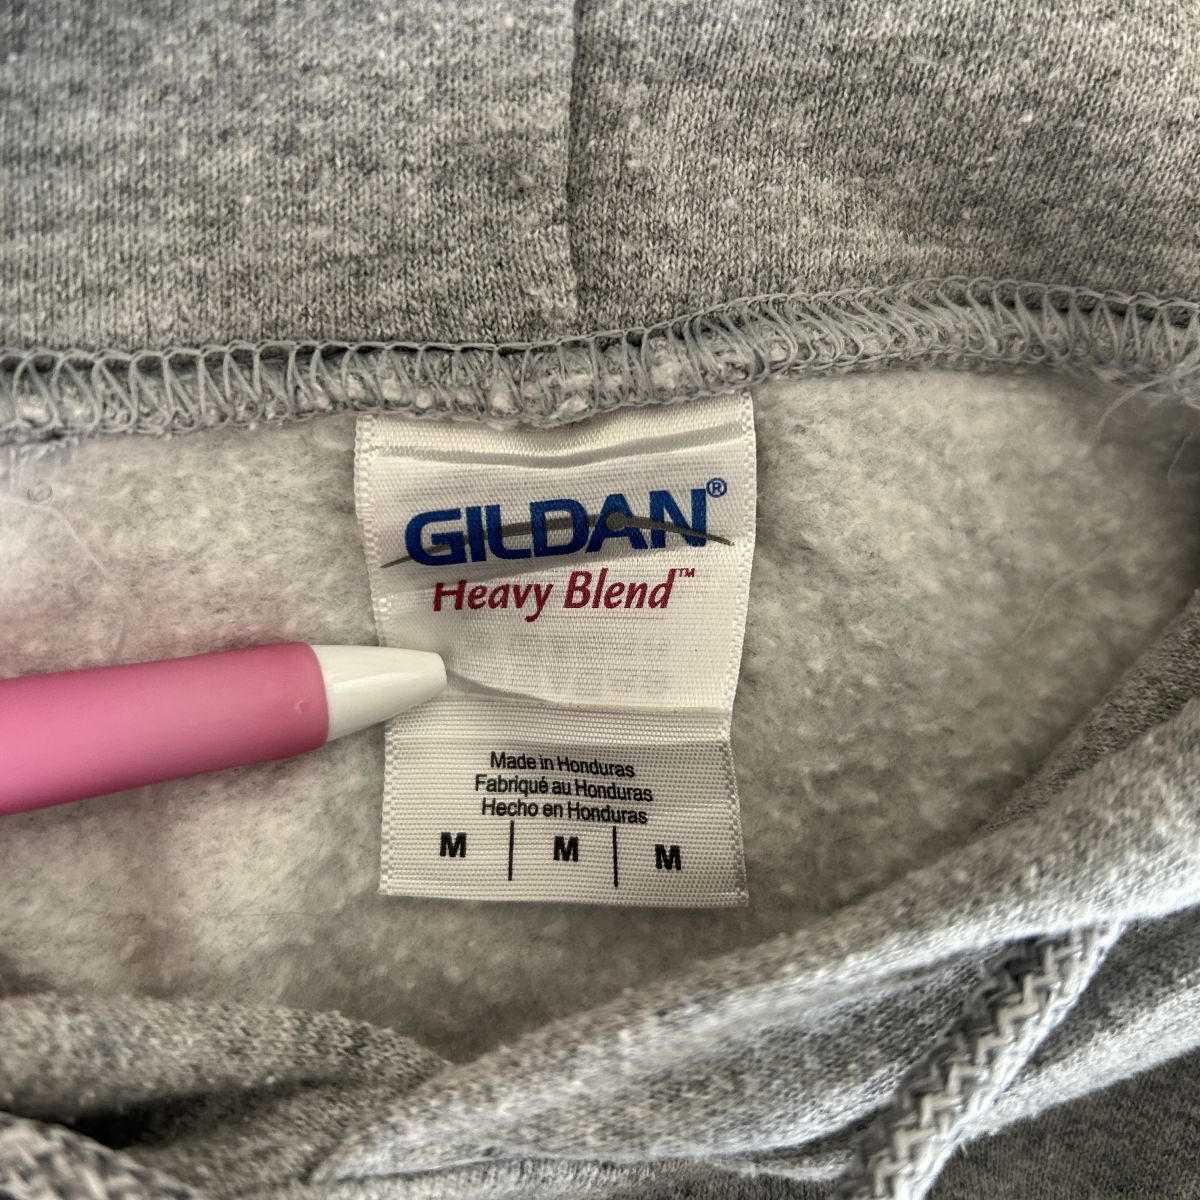 GILDAN®
Heavy Blend™
Made in Honduras
Fabriqué au Honduras
Hecho en Honduras
M | M | M